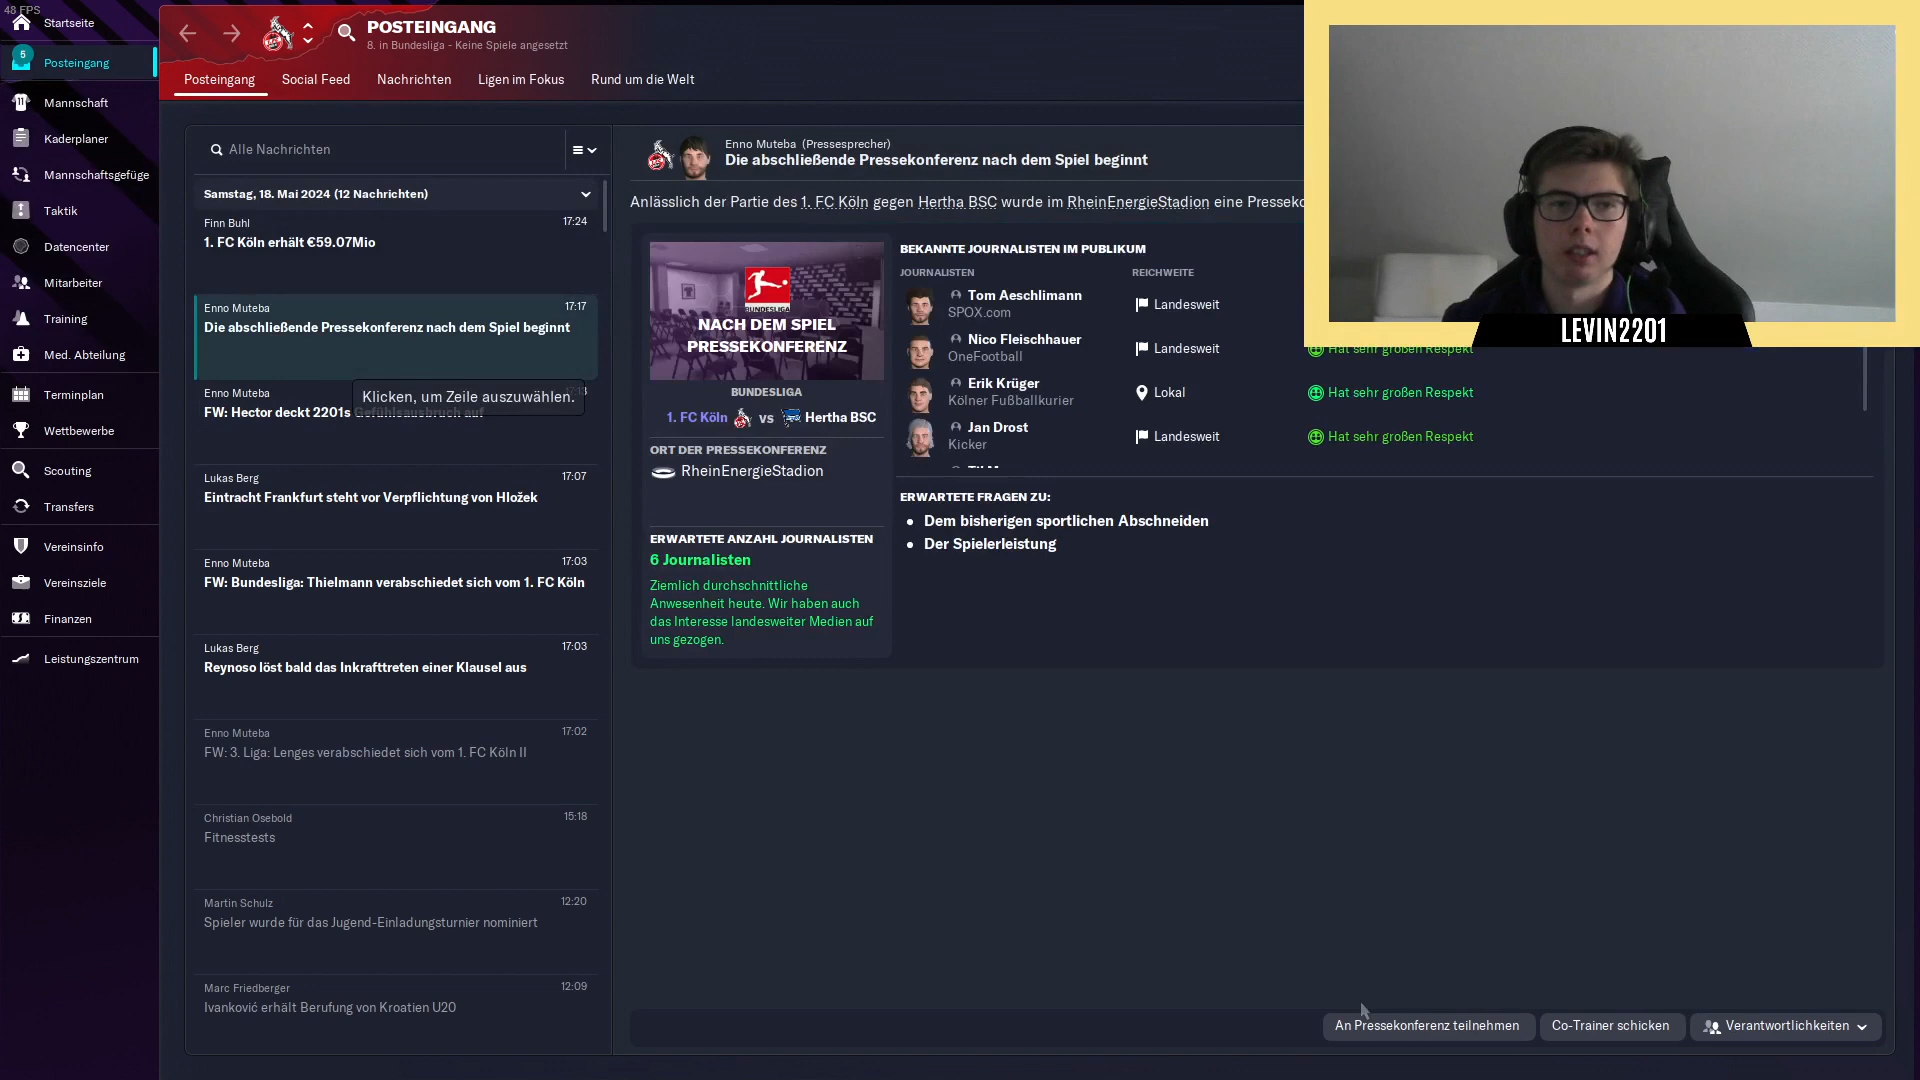 48 FPS
Startseite
5
Posteingang
Mannschaft
Kaderplaner
Mannschaftsgefüge
Taktik
Datencenter
Mitarbeiter
Training
Med. Abteilung
Terminplan
Wettbewerbe
Scouting
Transfers
Vereinsinfo
Vereinsziele
Finanzen
Leistungszentrum
POSTEINGANG
8. in Bundesliga - Keine Spiele angesetzt
Posteingang Social Feed Nachrichten Ligen im Fokus Rund um die Welt
Alle Nachrichten
Samstag, 18. Mai 2024 (12 Nachrichten)
Finn Buhl 17:24
1. FC Köln erhält €59.07Mio
Enno Muteba 17:17
Die abschließende Pressekonferenz nach dem Spiel beginnt
Enno Muteba
Klicken, um Zeile auszuwählen.
FW: Hector deckt 2201s Gefühlsausbruch auf
Lukas Berg 17:07
Eintracht Frankfurt steht vor Verpflichtung von Hložek
Enno Muteba 17:03
FW: Bundesliga: Thielmann verabschiedet sich vom 1. FC Köln
Lukas Berg 17:03
Reynoso löst bald das Inkrafttreten einer Klausel aus
Enno Muteba 17:02
FW: 3. Liga: Lenges verabschiedet sich vom 1. FC Köln II
Christian Osebold 15:18
Fitnesstests
Martin Schulz 12:20
Spieler wurde für das Jugend-Einladungsturnier nominiert
Marc Friedberger 12:09
Ivanković erhält Berufung von Kroatien U20
Enno Muteba (Pressesprecher)
Die abschließende Pressekonferenz nach dem Spiel beginnt
Anlässlich der Partie des 1. FC Köln gegen Hertha BSC wurde im RheinEnergieStadion eine Presseko
BUNDESLIGA
NACH DEM SPIEL
PRESSEKONFERENZ
BUNDESLIGA
1. FC Köln vs Hertha BSC
ORT DER PRESSEKONFERENZ
RheinEnergieStadion
ERWARTETE ANZAHL JOURNALISTEN
6 Journalisten
Ziemlich durchschnittliche
Anwesenheit heute. Wir haben auch
das Interesse landesweiter Medien auf
uns gezogen.
BEKANNTE JOURNALISTEN IM PUBLIKUM
JOURNALISTEN REICHWEITE
Tom Aeschlimann
SPOX.com
Landesweit
Nico Fleischhauer
OneFootball
Landesweit
Hat sehr großen Respekt
Erik Krüger
Kölner Fußballkurier
Lokal
Hat sehr großen Respekt
Jan Drost
Kicker
Landesweit
Hat sehr großen Respekt
ERWARTETE FRAGEN ZU:
Dem bisherigen sportlichen Abschneiden
Der Spielerleistung
An Pressekonferenz teilnehmen Co-Trainer schicken Verantwortlichkeiten
LEVIN2201